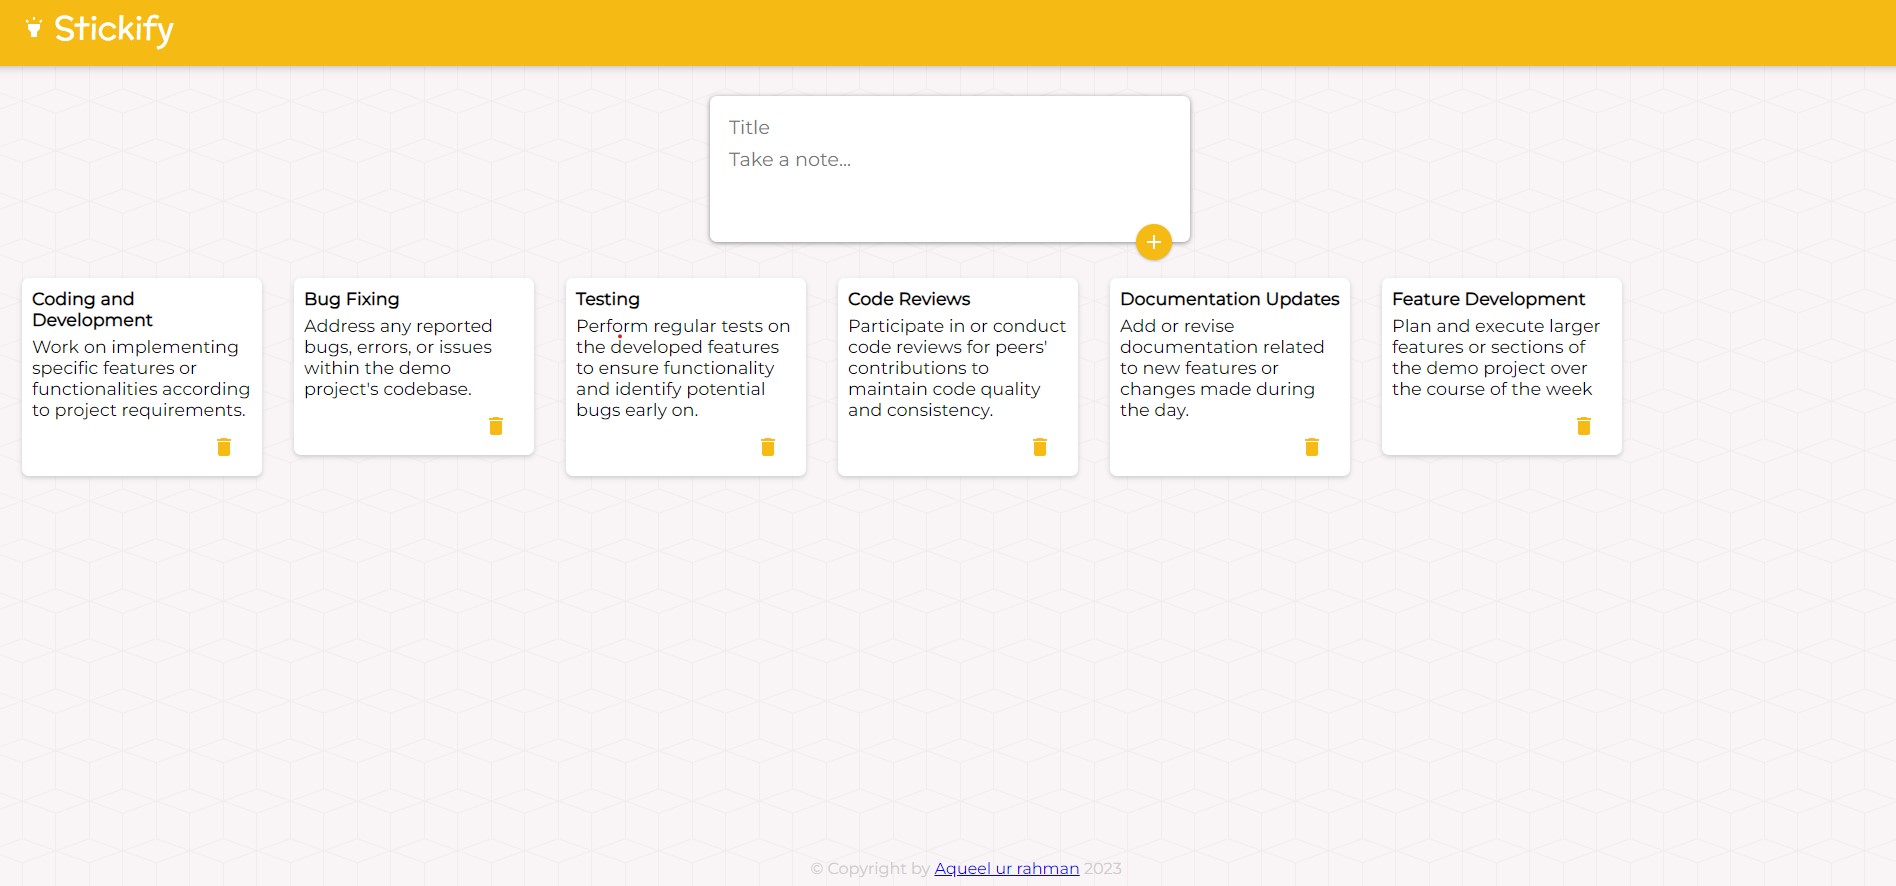 Stickify
Title
Take a note...
Coding and
Development
Work on implementing
specific features or
functionalities according
to project requirements.
Bug Fixing
Address any reported
bugs, errors, or issues
within the demo
project's codebase.
Testing
Perform regular tests on
the developed features
to ensure functionality
and identify potential
bugs early on.
Code Reviews
Participate in or conduct
code reviews for peers'
contributions to
maintain code quality
and consistency.
Documentation Updates
Add or revise
documentation related
to new features or
changes made during
the day.
Feature Development
Plan and execute larger
features or sections of
the demo project over
the course of the week
© Copyright by Aqueel ur rahman 2023